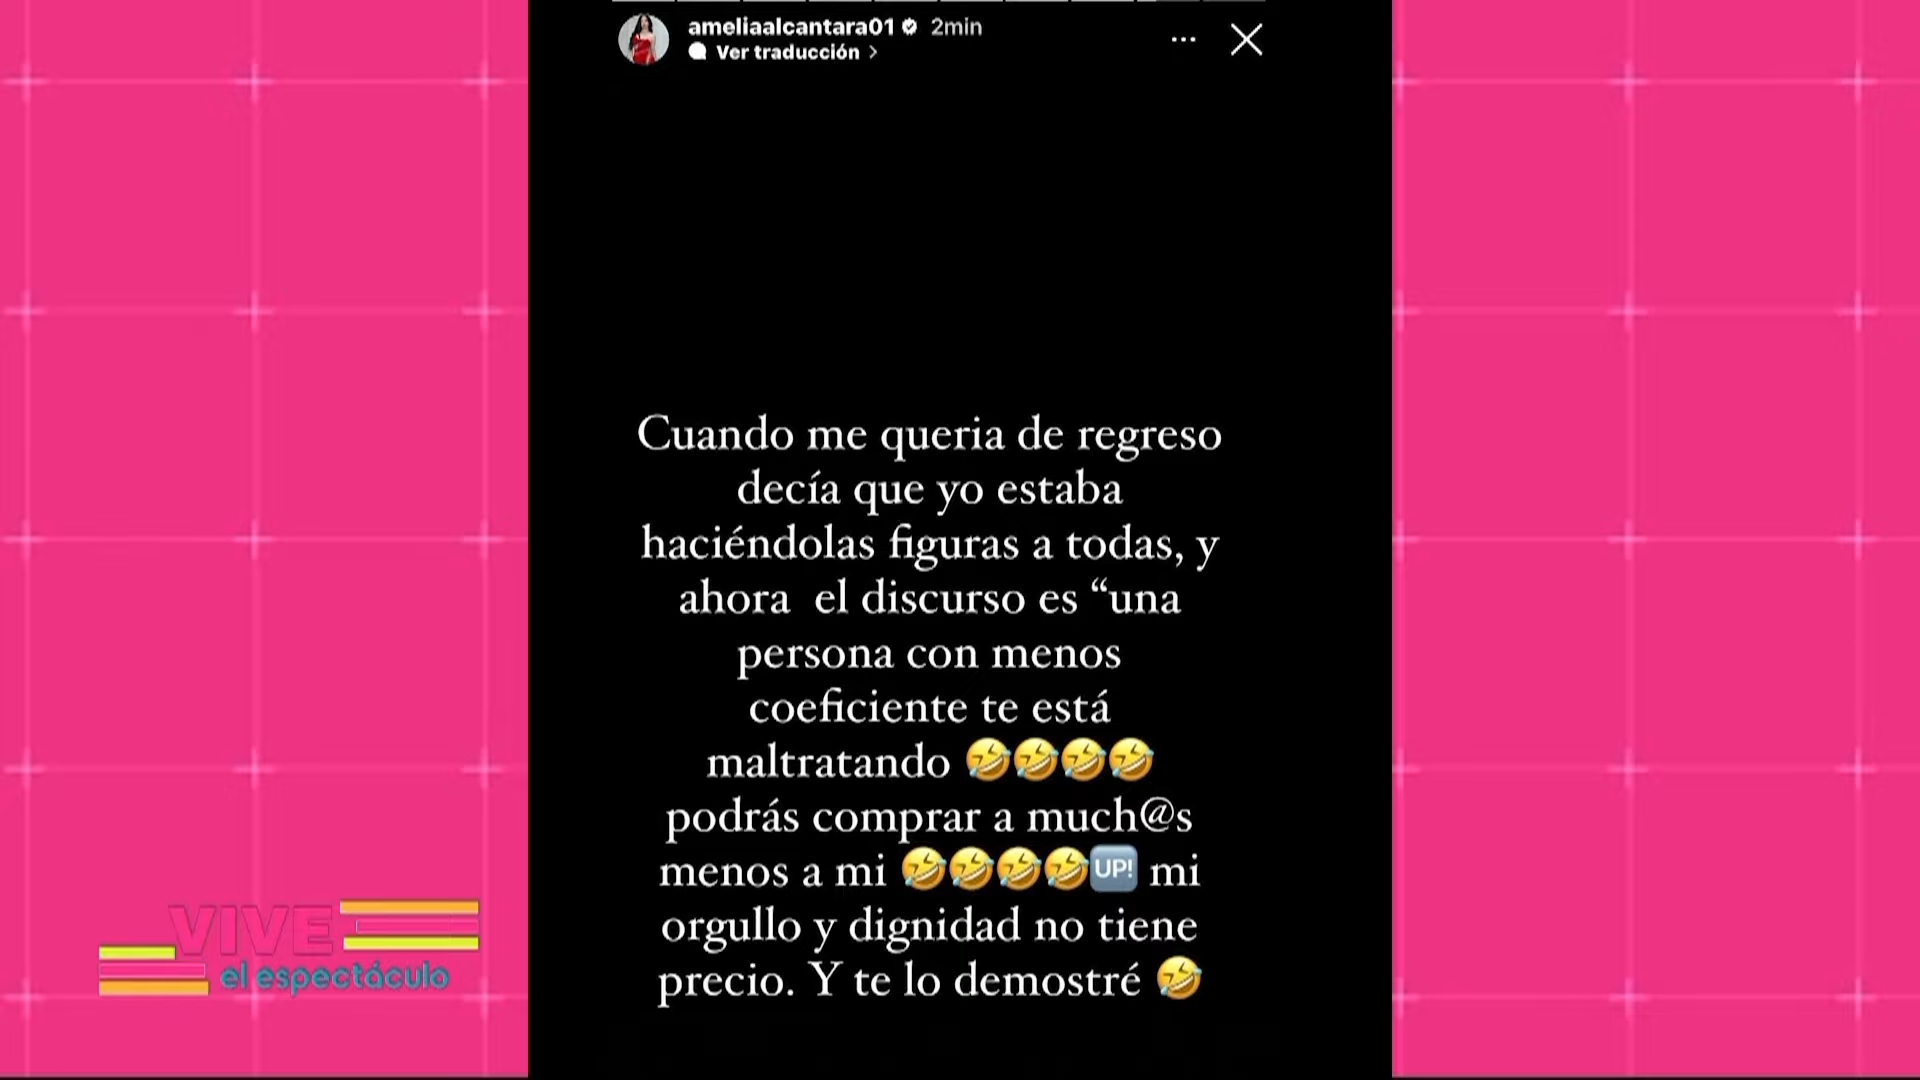 ameliaalcantara01 2min
Ver traducción >
Cuando me queria de regreso
decía que yo estaba
haciéndolas figuras a todas, y
ahora  el discurso es “una
persona con menos
coeficiente te está
maltratando 🤣🤣🤣🤣
podrás comprar a much@s
menos a mi 🤣🤣🤣🤣🆙 mi
orgullo y dignidad no tiene
precio. Y te lo demostré 🤣
VIVE
el espectáculo